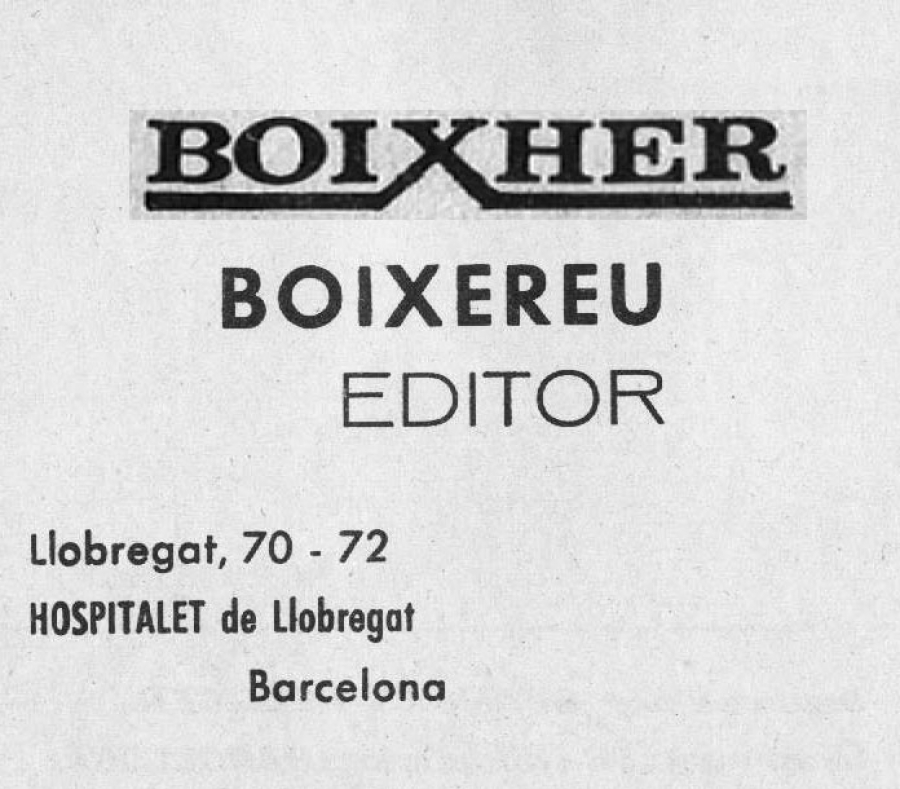 BOIXHER
BOIXEREU
EDITOR
Llobregat, 70 - 72
HOSPITALET de Llobregat
Barcelona